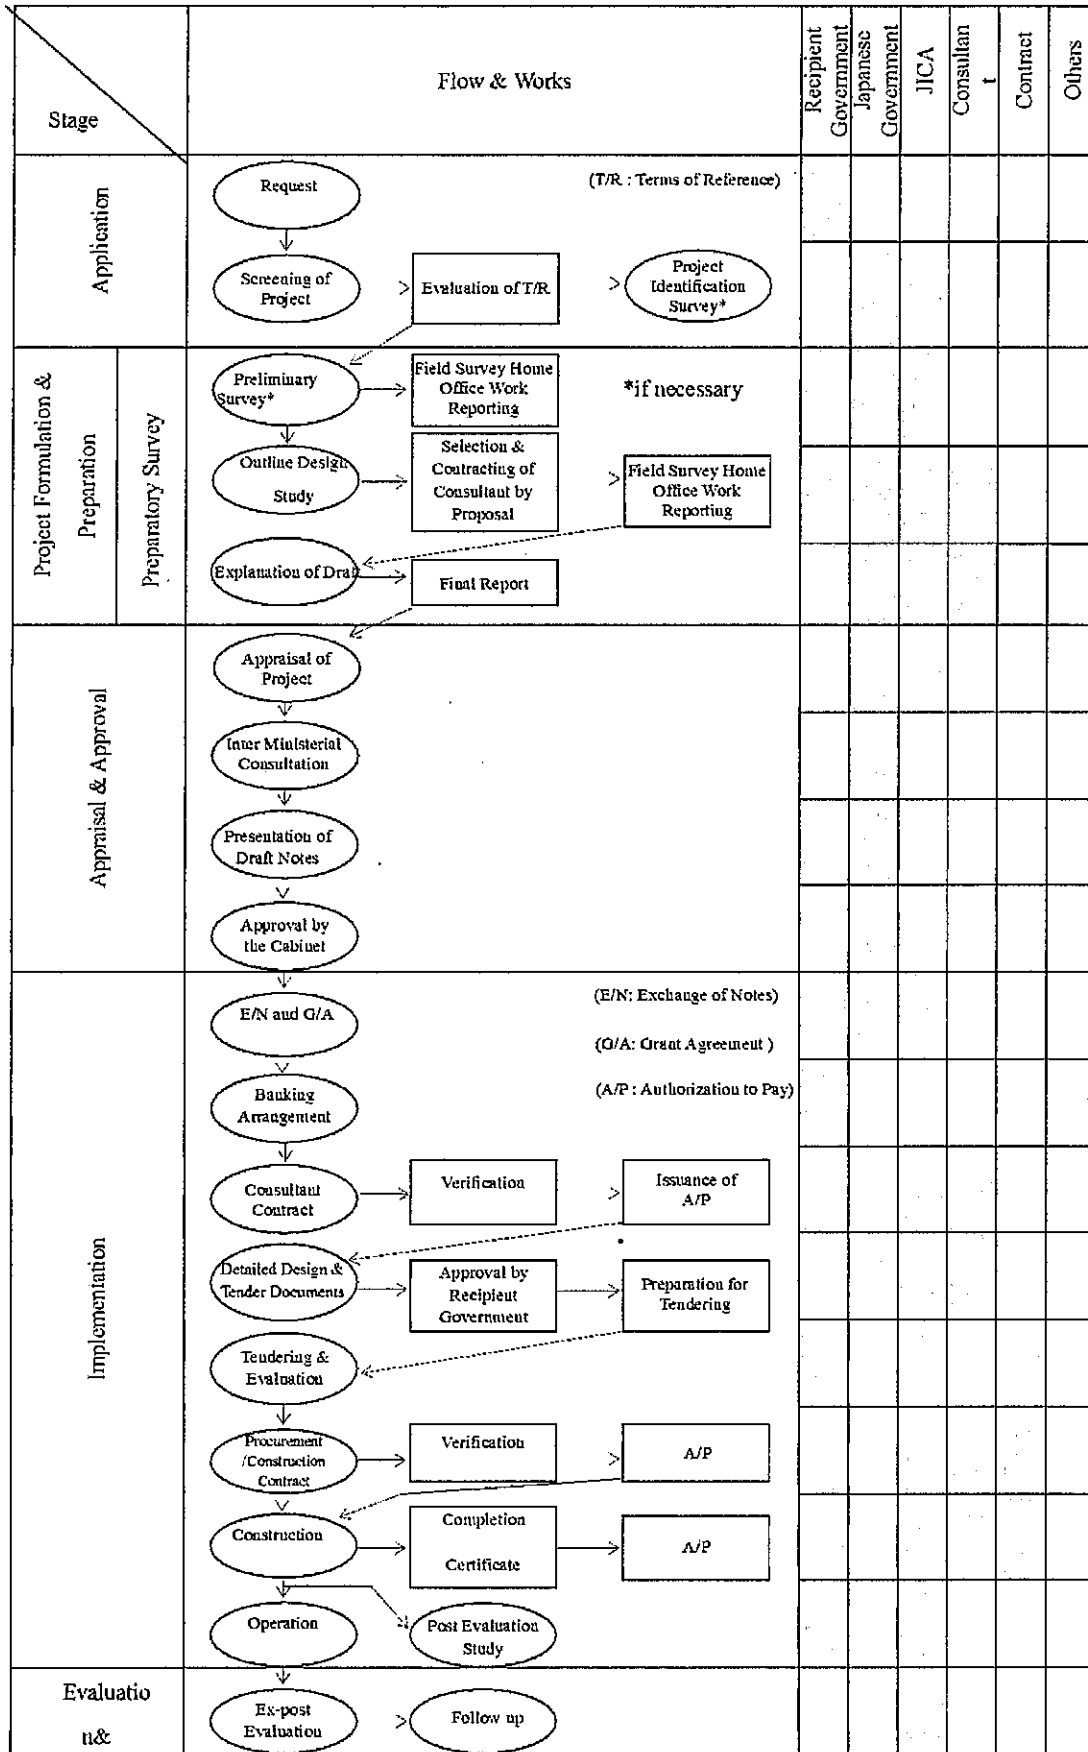 Stage
Flow & Works
Recipient
Government
Japanese
Government
JICA
Consultan
t
Contract
Others
Application
Request
(T/R : Terms of Reference)
Screening of
Project
Evaluation of T/R
Project
Identification
Survey*
Project Formulation &
Preparation
Preparatory Survey
Preliminary
Survey*
Field Survey Home
Office Work
Reporting
*if necessary
Outline Design
Study
Selection &
Contracting of
Consultant by
Proposal
Field Survey Home
Office Work
Reporting
Explanation of Draft
Final Report
Appraisal & Approval
Appraisal of
Project
Inter Ministerial
Consultation
Presentation of
Draft Notes
Approval by
the Cabinet
Implementation
E/N and G/A
(E/N: Exchange of Notes)
(G/A: Grant Agreement )
(A/P : Authorization to Pay)
Banking
Arrangement
Consultant
Contract
Verification
Issuance of
A/P
Detailed Design &
Tender Documents
Approval by
Recipient
Government
Preparation for
Tendering
Tendering &
Evaluation
Procurement
/Construction
Contract
Verification
A/P
Construction
Completion
Certificate
A/P
Operation
Post Evaluation
Study
Evaluatio
n&
Ex-post
Evaluation
Follow up